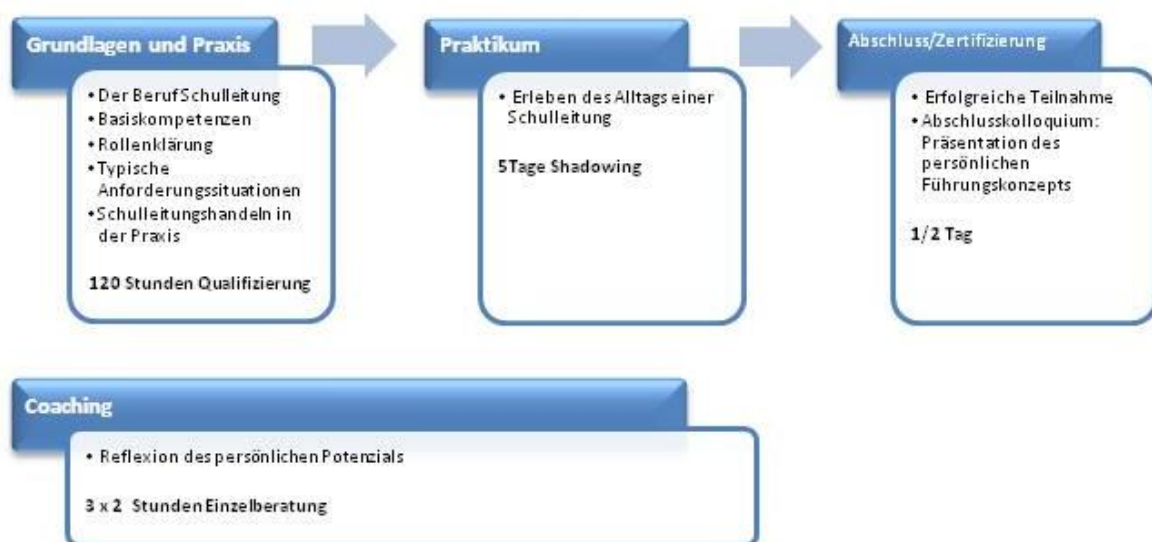 Grundlagen und Praxis
• Der Beruf Schulleitung
• Basiskompetenzen
• Rollenklärung
• Typische
Anforderungssituationen
• Schulleitungshandeln in
der Praxis
120 Stunden Qualifizierung
Praktikum
• Erleben des Alltags einer
Schulleitung
5Tage Shadowing
Abschluss/Zertifizierung
• Erfolgreiche Teilnahme
• Abschlusskolloquium:
Präsentation des
persönlichen
Führungskonzepts
1/2 Tag
Coaching
• Reflexion des persönlichen Potenzials
3 x 2 Stunden Einzelberatung